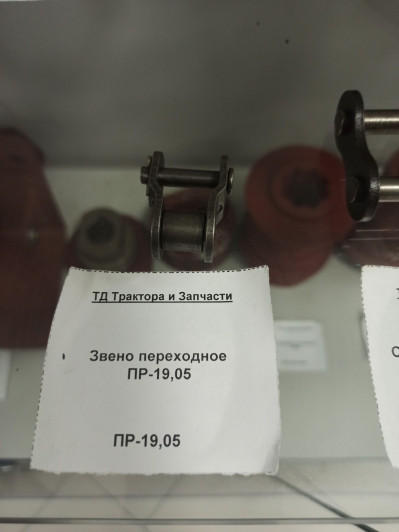 ТД Трактора и Запчасти
Звено переходное
ПР-19,05
ПР-19,05